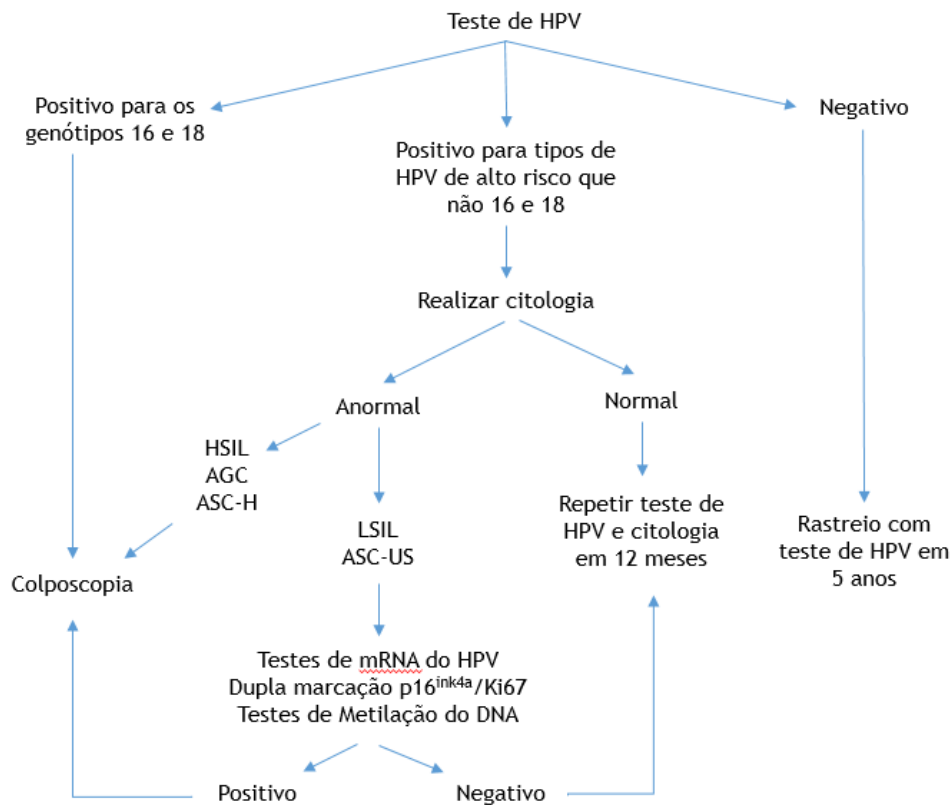 Teste de HPV
Positivo para os
genótipos 16 e 18
Positivo para tipos de
HPV de alto risco que
não 16 e 18
Negativo
Realizar citologia
Anormal
Normal
HSIL
AGC
ASC-H
LSIL
ASC-US
Repetir teste de
HPV e citologia
em 12 meses
Rastreio com
teste de HPV em
5 anos
Colposcopia
Testes de mRNA do HPV
Dupla marcação p16ink4a/Ki67
Testes de Metilação do DNA
Positivo
Negativo